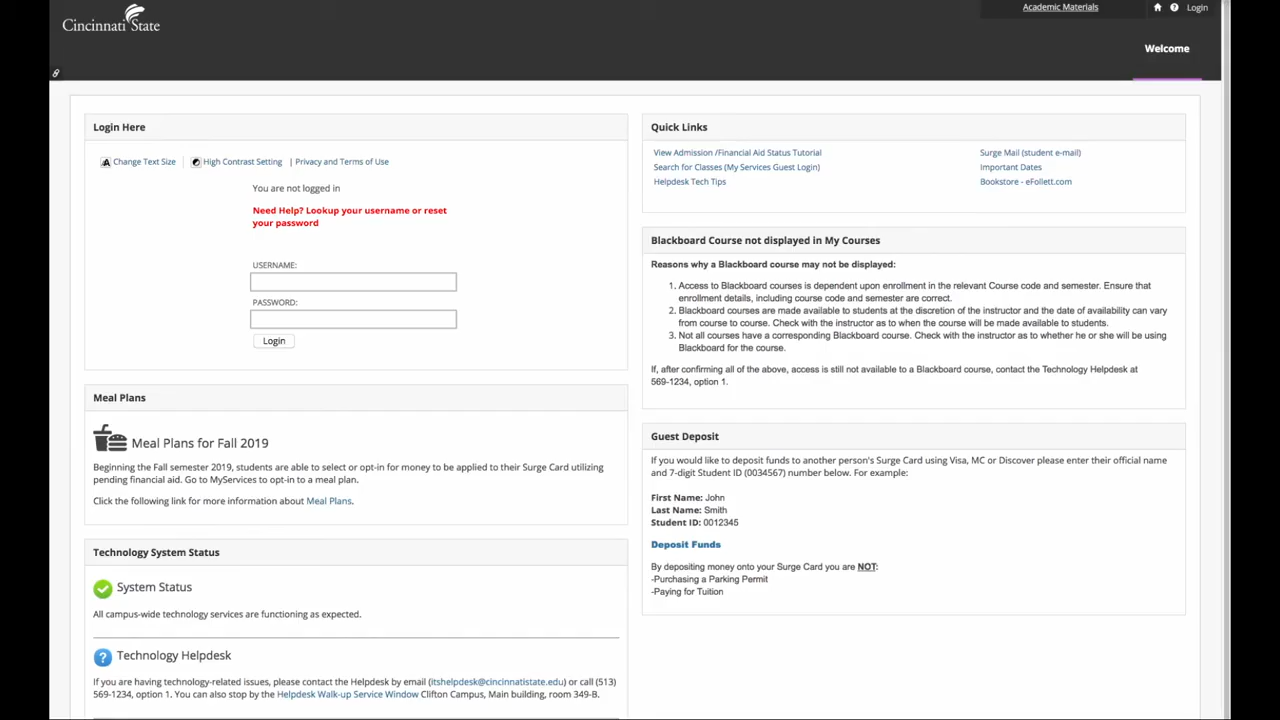 Cincinnati State
Academic Materials
Login
Welcome
Login Here
Change Text Size
High Contrast Setting
| Privacy and Terms of Use
You are not logged in
Need Help? Lookup your username or reset
your password
USERNAME:
PASSWORD:
Login
Meal Plans
Meal Plans for Fall 2019
Beginning the Fall semester 2019, students are able to select or opt-in for money to be applied to their Surge Card utilizing
pending financial aid. Go to MyServices to opt-in to a meal plan.
Click the following link for more information about Meal Plans.
Technology System Status
System Status
All campus-wide technology services are functioning as expected.
Technology Helpdesk
If you are having technology-related issues, please contact the Helpdesk by email (itshelpdesk@cincinnatistate.edu) or call (513)
569-1234, option 1. You can also stop by the Helpdesk Walk-up Service Window Clifton Campus, Main building, room 349-B.
Quick Links
View Admission /Financial Aid Status Tutorial
Search for Classes (My Services Guest Login)
Helpdesk Tech Tips
Surge Mail (student e-mail)
Important Dates
Bookstore - eFollett.com
Blackboard Course not displayed in My Courses
Reasons why a Blackboard course may not be displayed:
1. Access to Blackboard courses is dependent upon enrollment in the relevant Course code and semester. Ensure that
enrollment details, including course code and semester are correct.
2. Blackboard courses are made available to students at the discretion of the instructor and the date of availability can vary
from course to course. Check with the instructor as to when the course will be made available to students.
3. Not all courses have a corresponding Blackboard course. Check with the instructor as to whether he or she will be using
Blackboard for the course.
If, after confirming all of the above, access is still not available to a Blackboard course, contact the Technology Helpdesk at
569-1234, option 1.
Guest Deposit
If you would like to deposit funds to another person's Surge Card using Visa, MC or Discover please enter their official name
and 7-digit Student ID (0034567) number below. For example:
First Name: John
Last Name: Smith
Student ID: 0012345
Deposit Funds
By depositing money onto your Surge Card you are NOT:
-Purchasing a Parking Permit
-Paying for Tuition